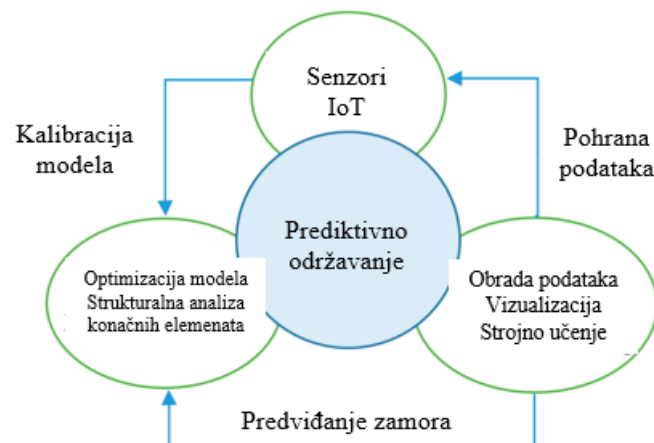 Senzori
IoT
Kalibracija
modela
Pohrana
podataka
Prediktivno
održavanje
Optimizacija modela
Strukturalna analiza
konačnih elemenata
Obrada podataka
Vizualizacija
Strojno učenje
Predviđanje zamora